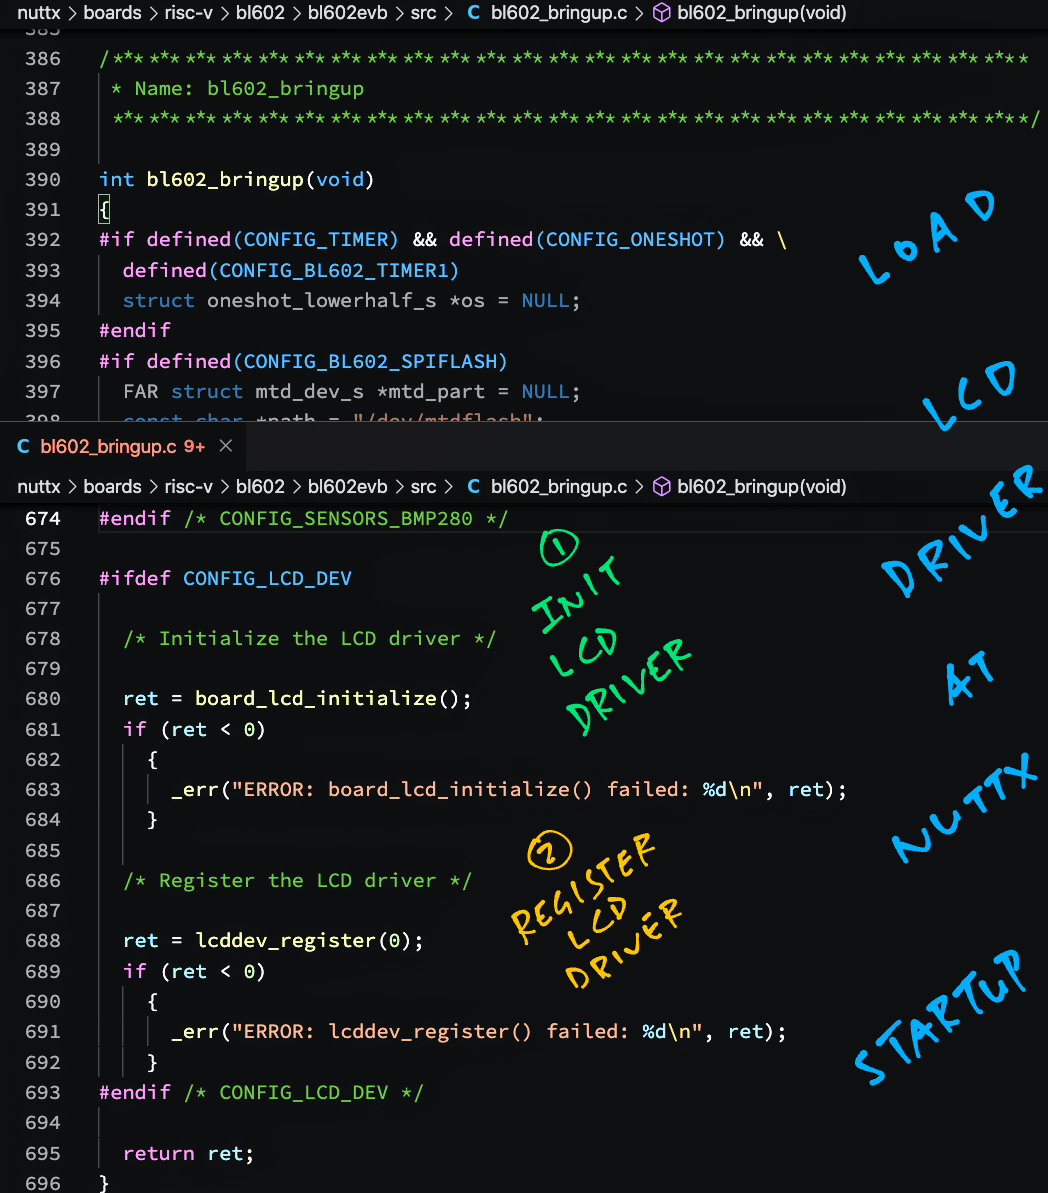 nuttx > boards > risc-v > bl602 > bl602evb > src > C bl602_bringup.c > bl602_bringup(void)
385
386 /****************************************************************************
387 * Name: bl602_bringup
388 ****************************************************************************/
389
390 int bl602_bringup(void)
391 {
392 #if defined(CONFIG_TIMER) && defined(CONFIG_ONESHOT) && \
393 defined(CONFIG_BL602_TIMER1)
394 struct oneshot_lowerhalf_s *os = NULL;
395 #endif
396 #if defined(CONFIG_BL602_SPIFLASH)
397 FAR struct mtd_dev_s *mtd_part = NULL;
398 const char *path = "/dev/mtdflash";
LOAD
LCD
DRIVER
AT
NUTTX
STARTUP
C bl602_bringup.c 9+ ×
nuttx > boards > risc-v > bl602 > bl602evb > src > C bl602_bringup.c > bl602_bringup(void)
674 #endif /* CONFIG_SENSORS_BMP280 */
675
676 #ifdef CONFIG_LCD_DEV
677
678 /* Initialize the LCD driver */
679
680 ret = board_lcd_initialize();
681 if (ret < 0)
682 {
683 _err("ERROR: board_lcd_initialize() failed: %d\n", ret);
684 }
685
686 /* Register the LCD driver */
687
688 ret = lcddev_register(0);
689 if (ret < 0)
690 {
691 _err("ERROR: lcddev_register() failed: %d\n", ret);
692 }
693 #endif /* CONFIG_LCD_DEV */
694
695 return ret;
696 }
1
INIT
LCD
DRIVER
2
REGISTER
LCD
DRIVER